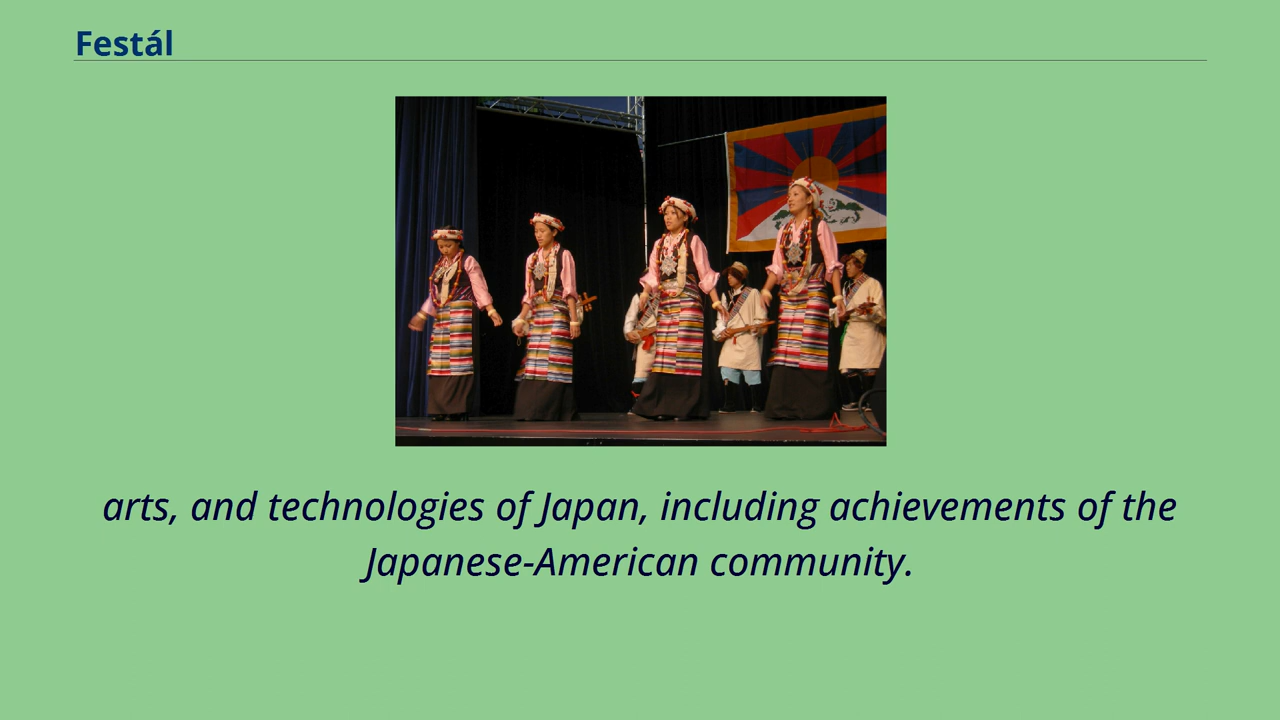 Festál
arts, and technologies of Japan, including achievements of the
Japanese-American community.